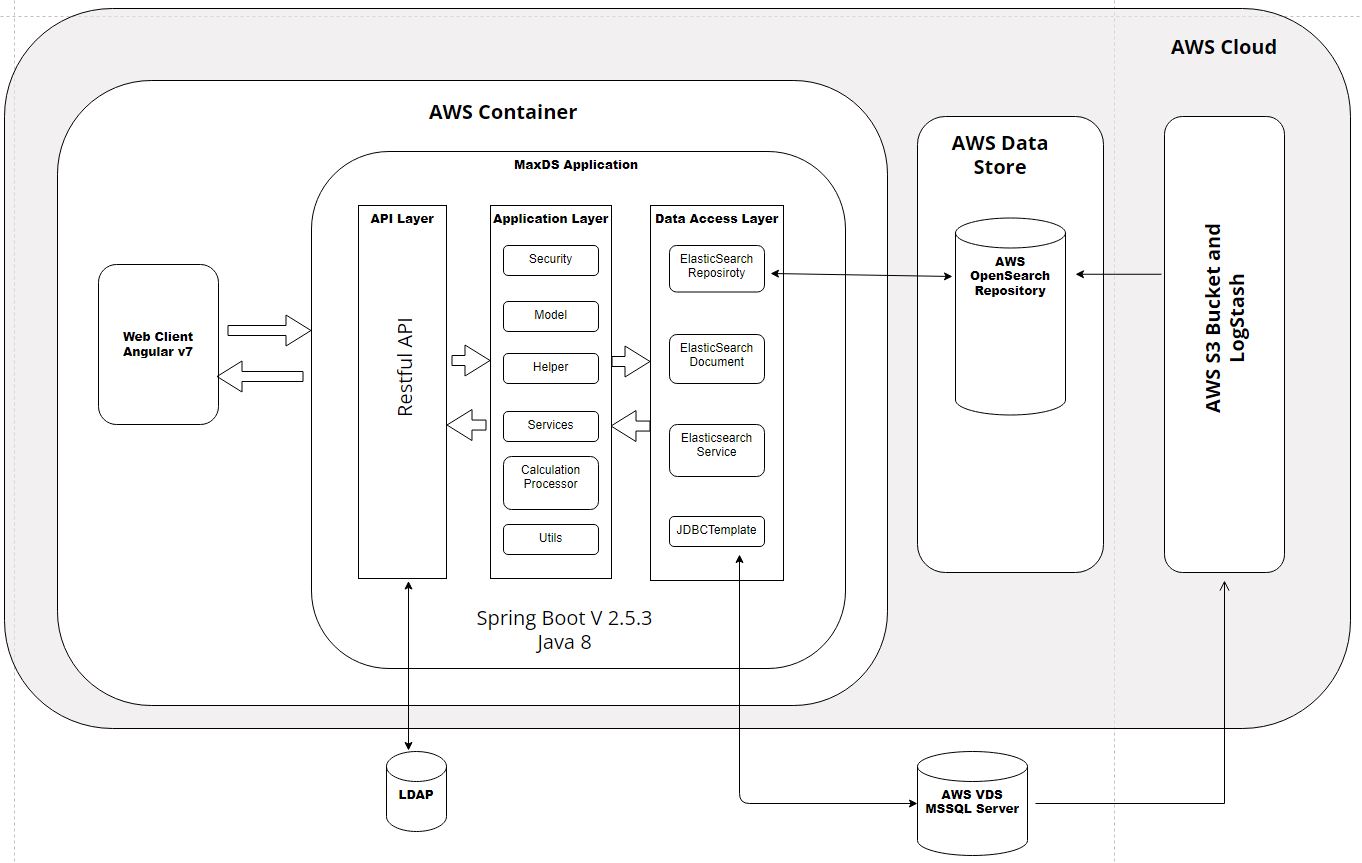 AWS Cloud
AWS Container
MaxDS Application
Web Client
Angular v7
API Layer
Restful API
Application Layer
Security
Model
Helper
Services
Calculation
Processor
Utils
Data Access Layer
ElasticSearch
Reposiroty
ElasticSearch
Document
Elasticsearch
Service
JDBCTemplate
Spring Boot V 2.5.3
Java 8
AWS Data
Store
AWS
OpenSearch
Repository
AWS S3 Bucket and
LogStash
LDAP
AWS VDS
MSSQL Server